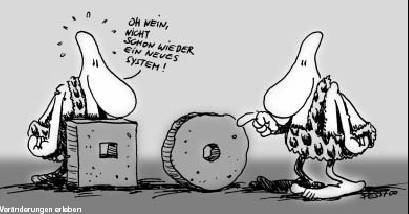 OH NEIN,
NICHT
SCHON WIEDER
EIN NEUES
SYSTEM!
Veränderungen erleben